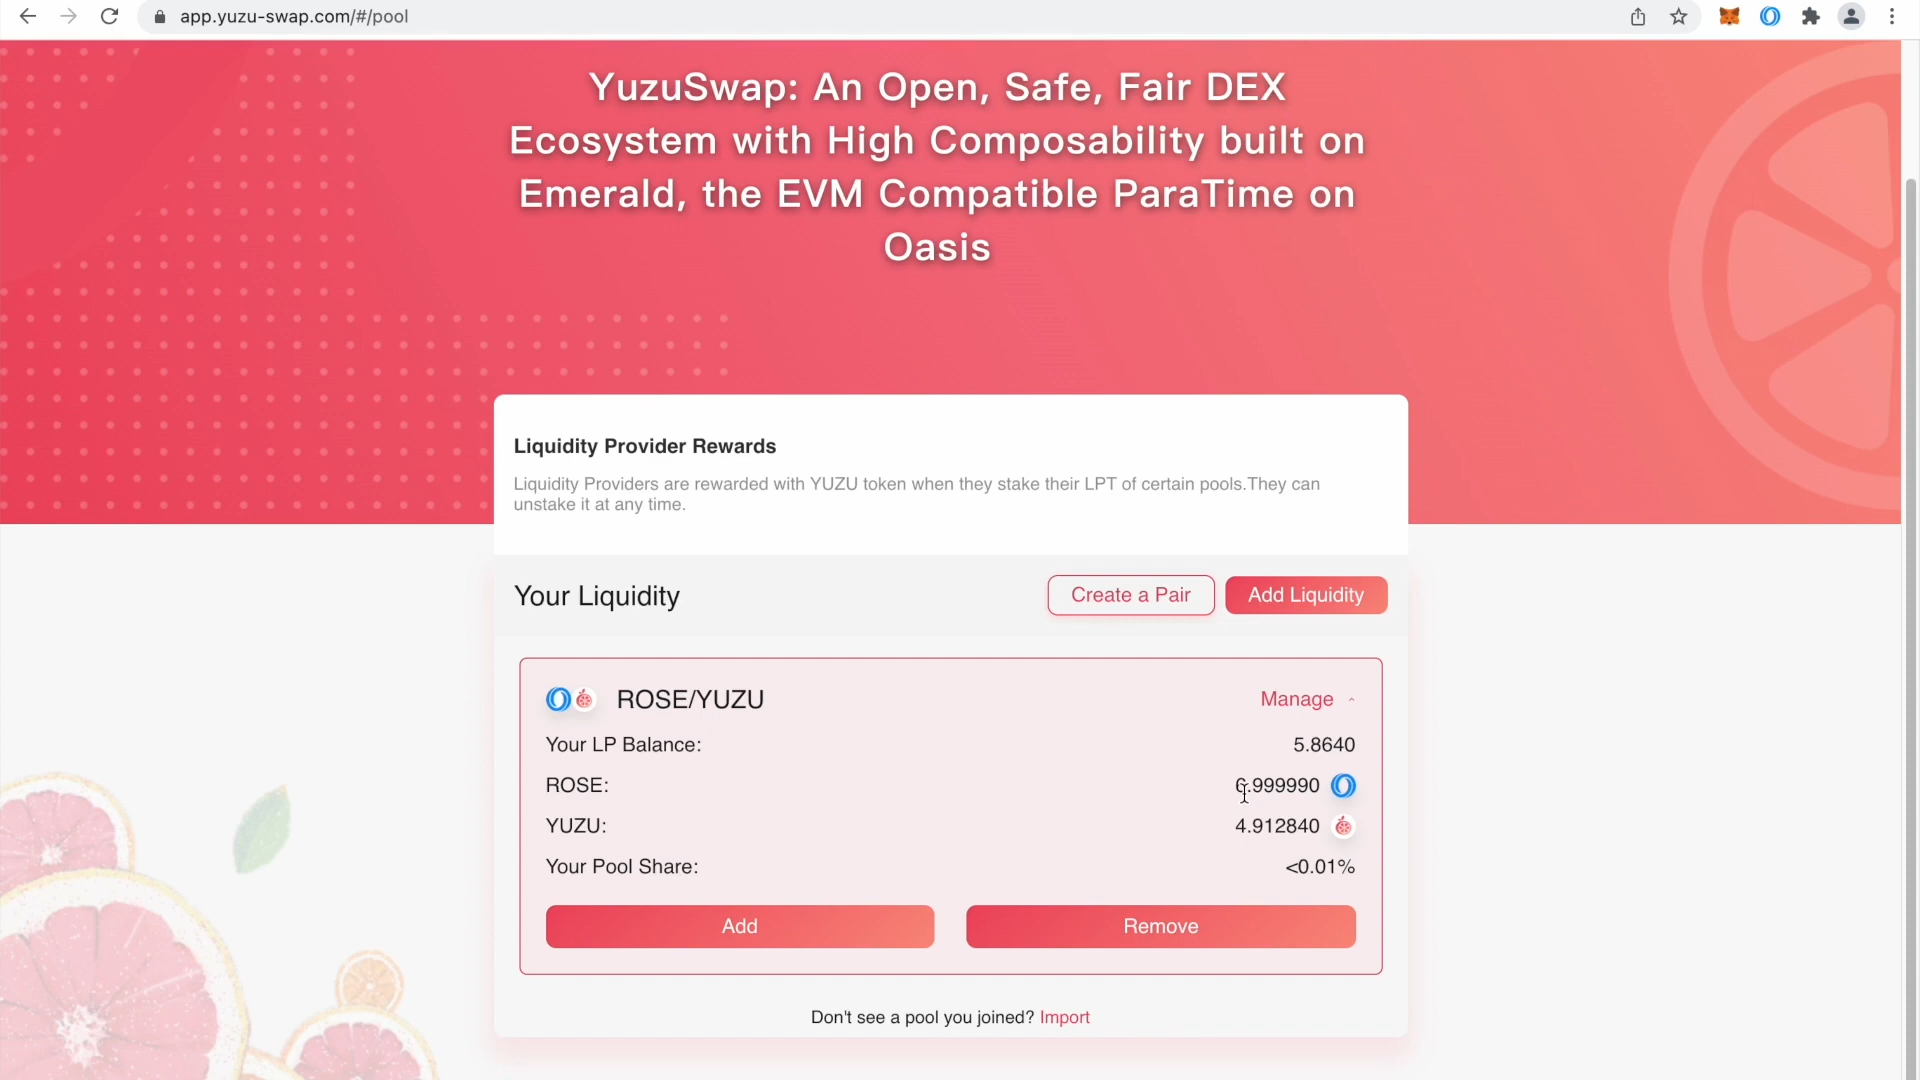 app.yuzu-swap.com/#/pool
YuzuSwap: An Open, Safe, Fair DEX
Ecosystem with High Composability built on
Emerald, the EVM Compatible ParaTime on
Oasis
Liquidity Provider Rewards
Liquidity Providers are rewarded with YUZU token when they stake their LPT of certain pools.They can
unstake it at any time.
Your Liquidity
Create a Pair
Add Liquidity
ROSE/YUZU
Manage
Your LP Balance:
5.8640
ROSE:
6.999990
YUZU:
4.912840
Your Pool Share:
<0.01%
Add
Remove
Don't see a pool you joined? Import